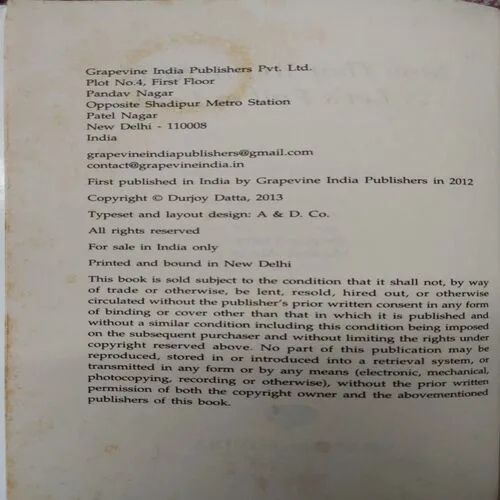 Grapevine India Publishers Pvt. Ltd.
Plot No.4, First Floor
Pandav Nagar
Opposite Shadipur Metro Station
Patel Nagar
New Delhi - 110008
India
grapevineindiapublishers@gmail.com
contact@grapevineindia.in
First published in India by Grapevine India Publishers in 2012
Copyright © Durjoy Datta, 2013
Typeset and layout design: A & D. Co.
All rights reserved
For sale in India only
Printed and bound in New Delhi
This book is sold subject to the condition that it shall not, by way
of trade or otherwise, be lent, resold, hired out, or otherwise
circulated without the publisher's prior written consent in any form
of binding or cover other than that in which it is published and
without a similar condition including this condition being imposed
on the subsequent purchaser and without limiting the rights under
copyright reserved above. No part of this publication may be
reproduced, stored in or introduced into a retrieval system, or
transmitted in any form or by any means (electronic, mechanical,
photocopying, recording or otherwise), without the prior written
permission of both the copyright owner and the abovementioned
publishers of this book.